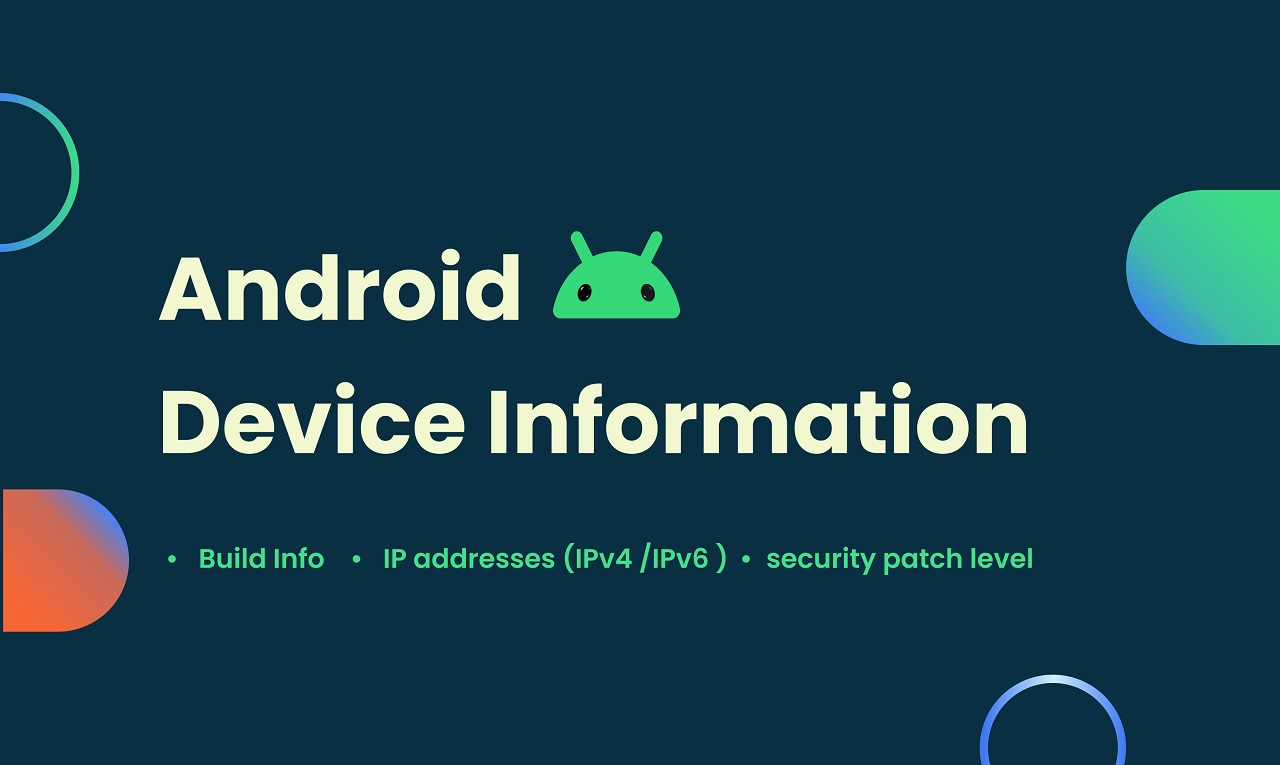 Android
Device Information
• Build Info • IP addresses (IPv4 /IPv6 ) • security patch level